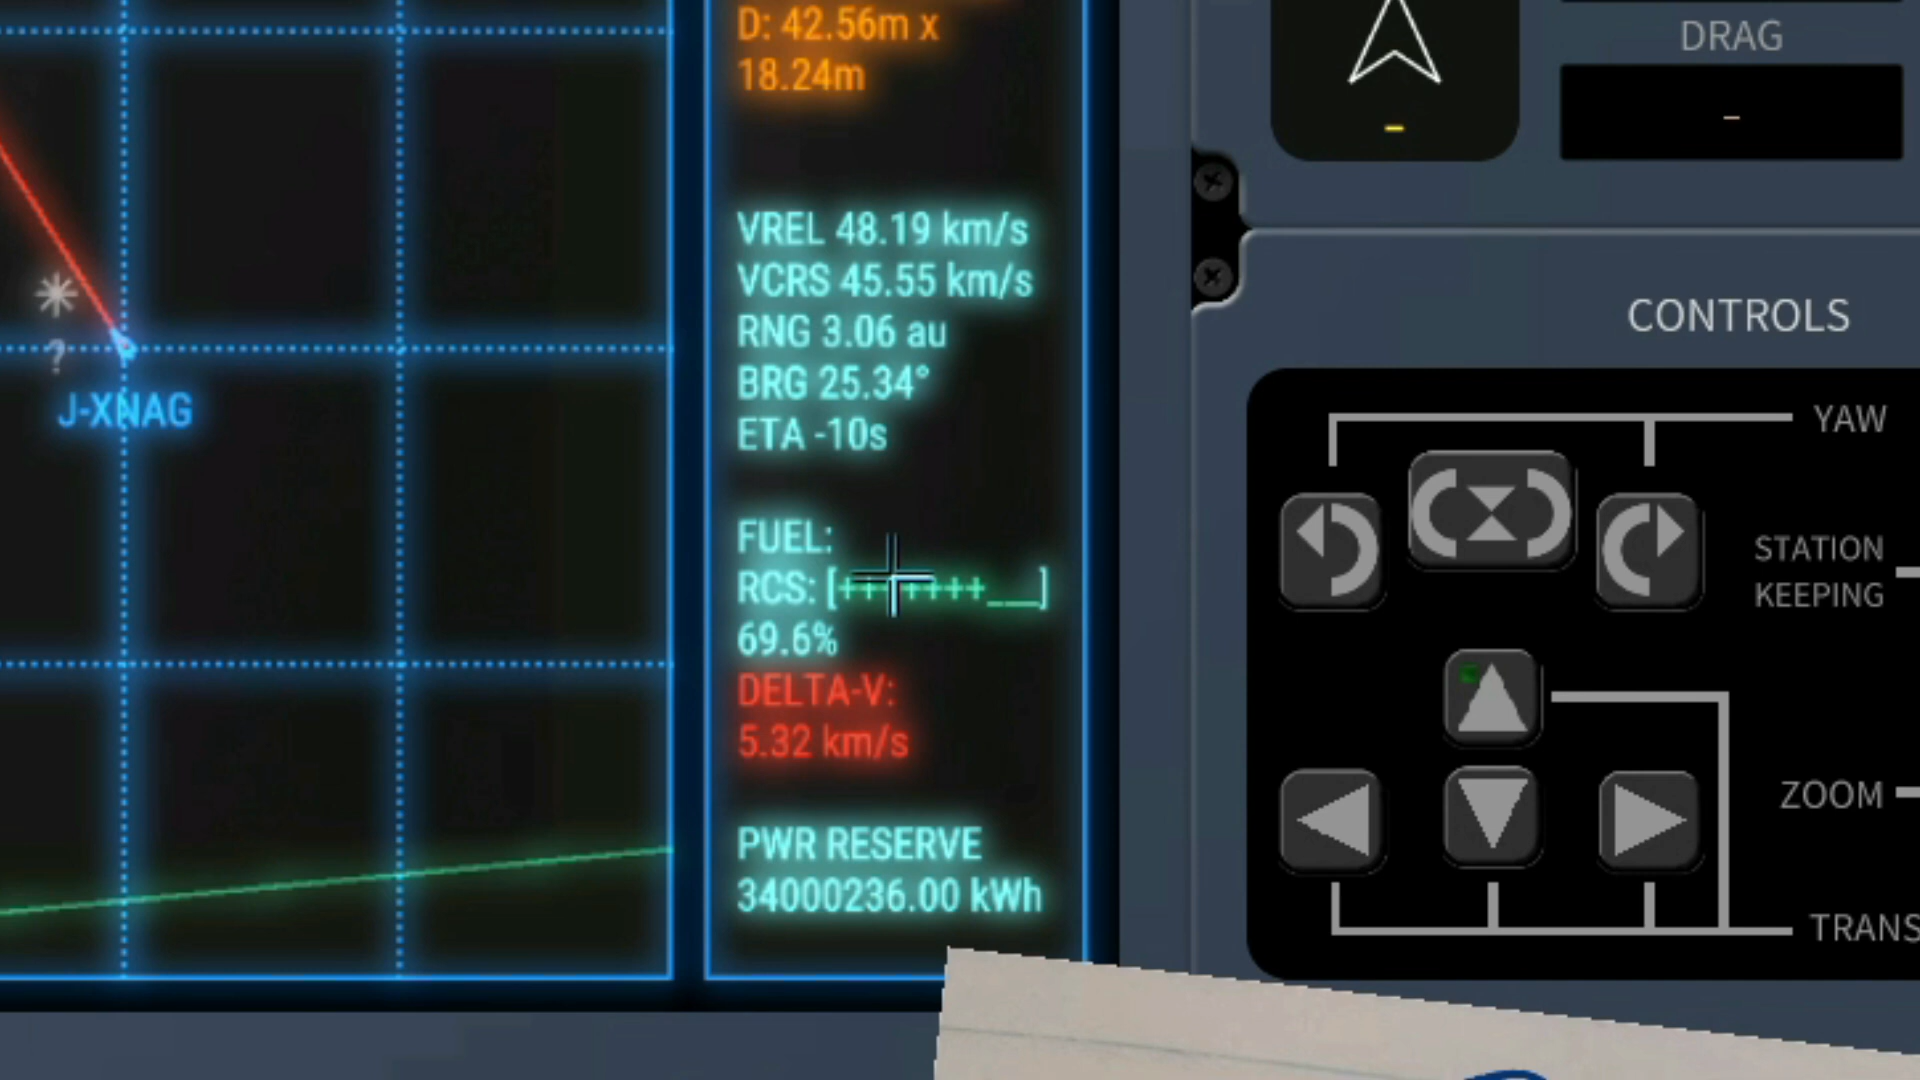 D: 42.56m x
18.24m
VREL 48.19 km/s
VCRS 45.55 km/s
RNG 3.06 au
BRG 25.34°
ETA -10s
FUEL:
RCS: [+++++++___]
69.6%
DELTA-V:
5.32 km/s
PWR RESERVE
34000236.00 kWh
?
J-XNAG
DRAG
-
-
CONTROLS
YAW
STATION
KEEPING
ZOOM
TRANS